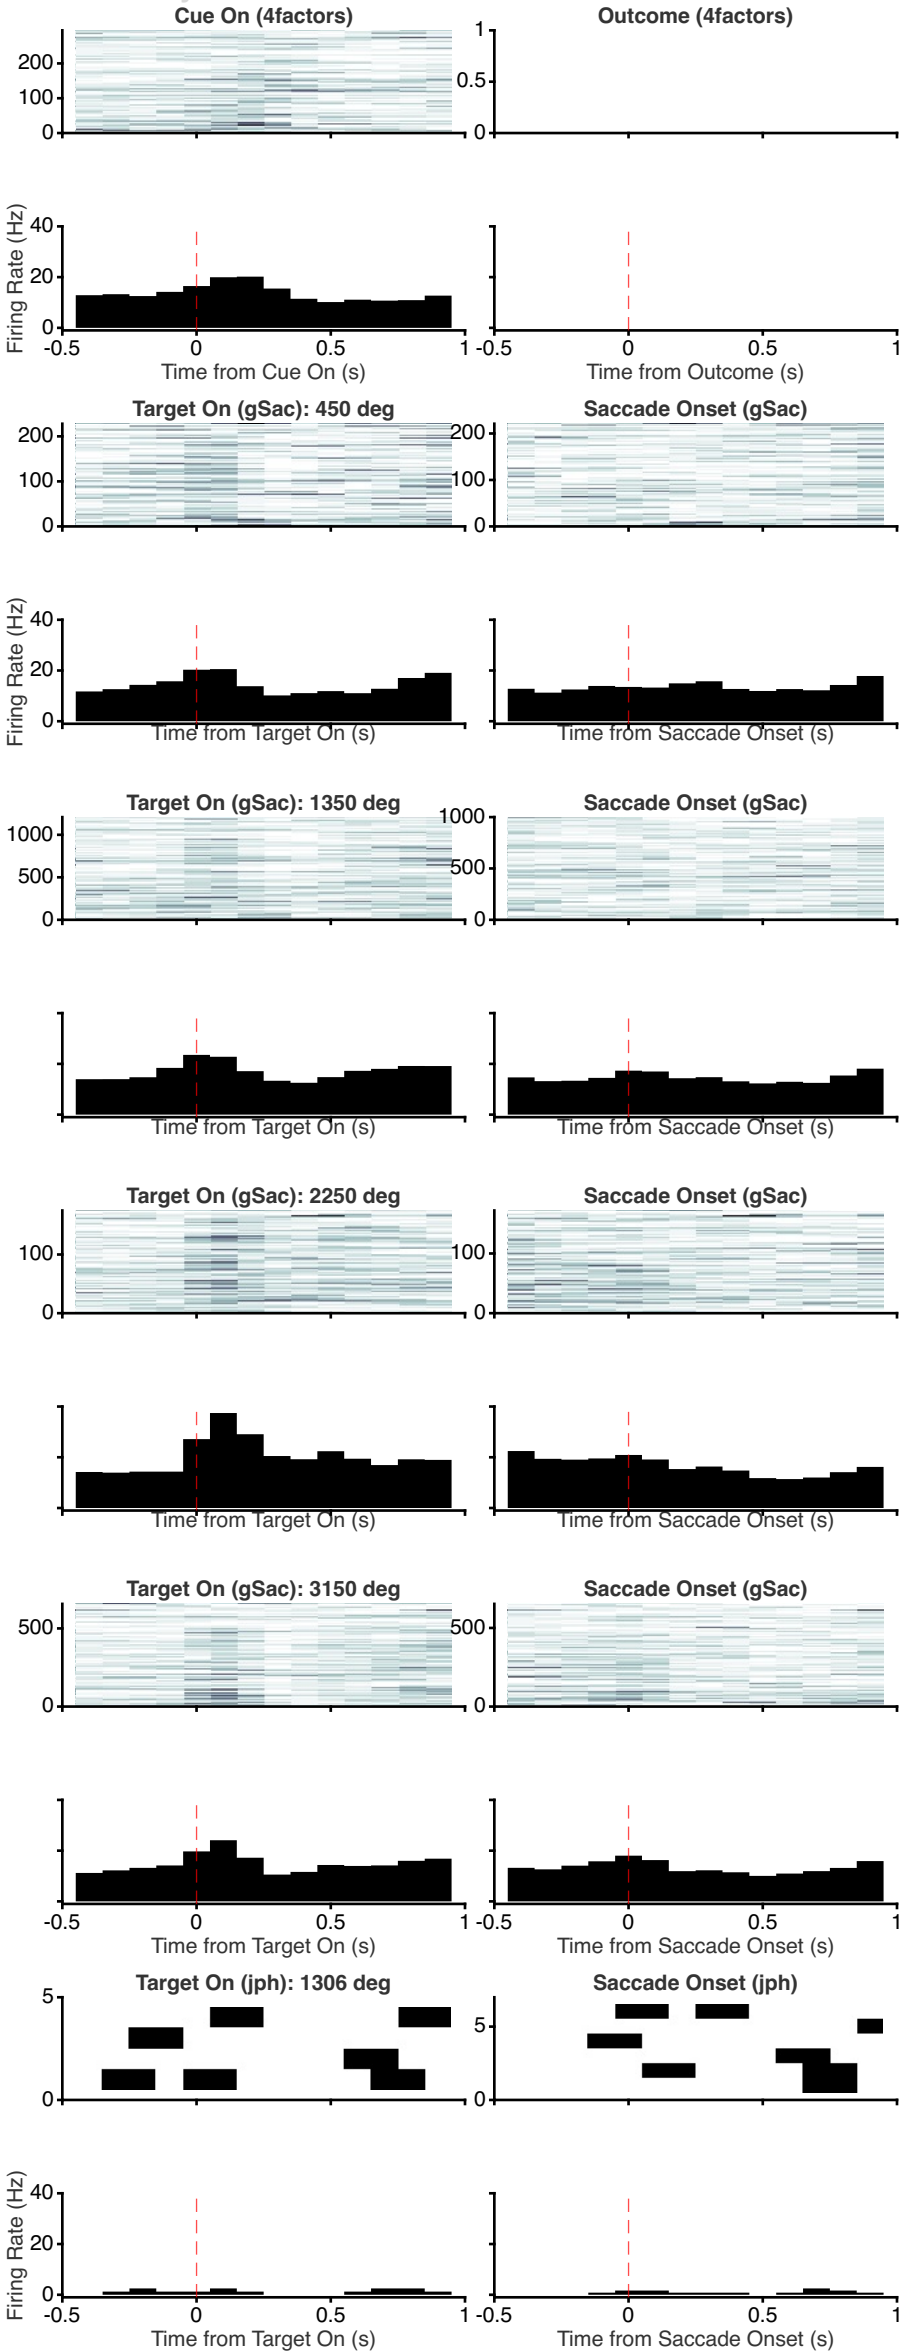 Cue On (4factors)
Outcome (4factors)
200
100
0
1
0.5
0
Firing Rate (Hz)
40
20
0
-0.5 0 0.5 1
Time from Cue On (s)
-0.5 0 0.5 1
Time from Outcome (s)
Target On (gSac): 450 deg
Saccade Onset (gSac)
200
100
0
200
100
0
Firing Rate (Hz)
40
20
0
Time from Target On (s)
Time from Saccade Onset (s)
Target On (gSac): 1350 deg
Saccade Onset (gSac)
1000
500
0
1000
500
0
Time from Target On (s)
Time from Saccade Onset (s)
Target On (gSac): 2250 deg
Saccade Onset (gSac)
100
0
100
0
Time from Target On (s)
Time from Saccade Onset (s)
Target On (gSac): 3150 deg
Saccade Onset (gSac)
500
0
500
0
-0.5 0 0.5 1
Time from Target On (s)
-0.5 0 0.5 1
Time from Saccade Onset (s)
Target On (jph): 1306 deg
Saccade Onset (jph)
5
0
5
0
Firing Rate (Hz)
40
20
0
-0.5 0 0.5 1
Time from Target On (s)
-0.5 0 0.5 1
Time from Saccade Onset (s)